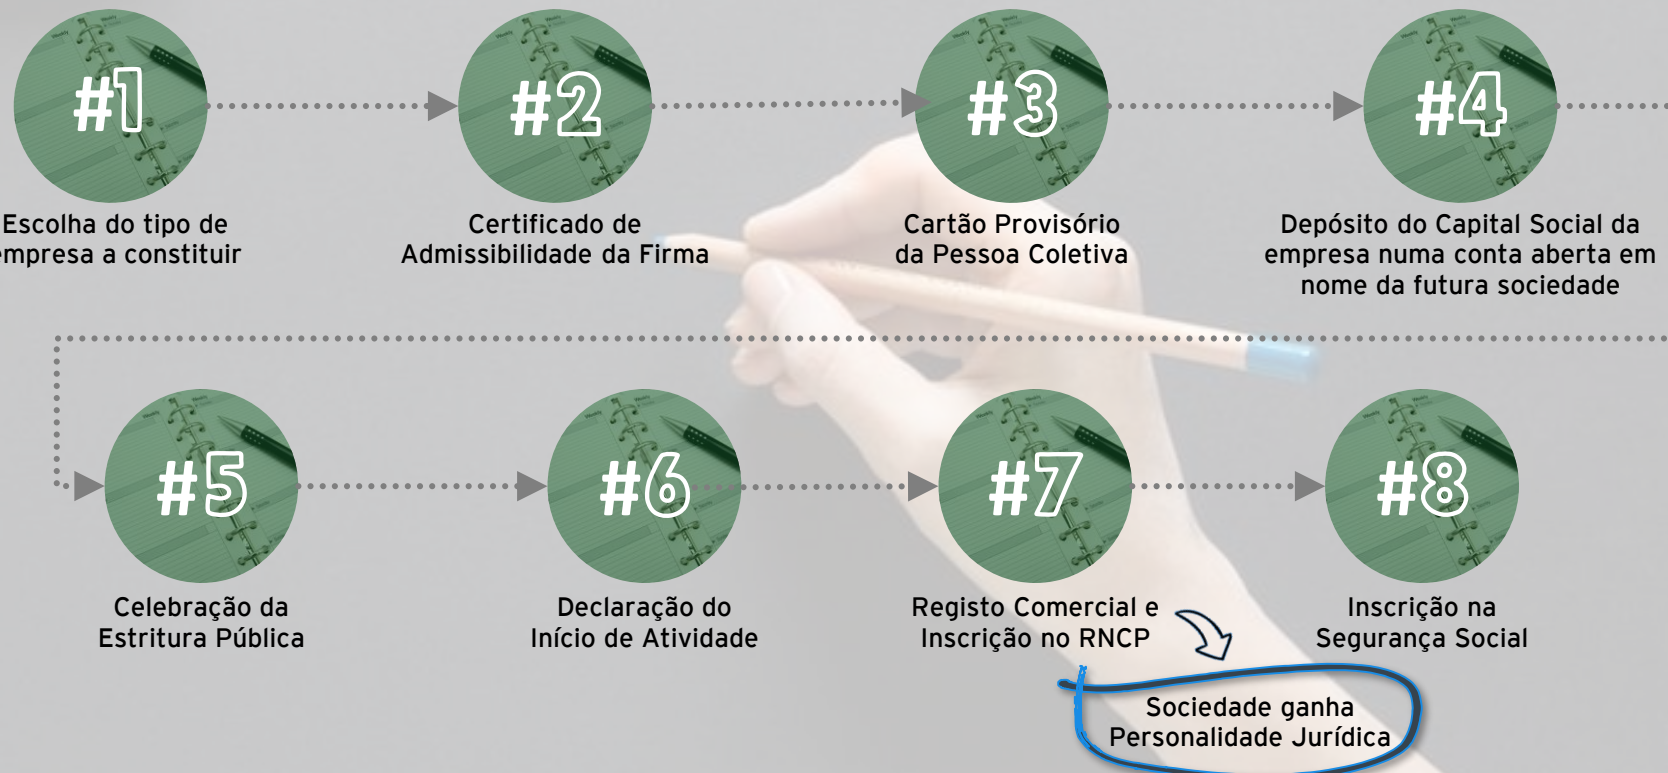 #1
#2
#3
#4
Escolha do tipo de
empresa a constituir
Certificado de
Admissibilidade da Firma
Cartão Provisório
da Pessoa Coletiva
Depósito do Capital Social da
empresa numa conta aberta em
nome da futura sociedade
#5
#6
#7
#8
Celebração da
Estritura Pública
Declaração do
Início de Atividade
Registo Comercial e
Inscrição no RNCP
Inscrição na
Segurança Social
Sociedade ganha
Personalidade Jurídica